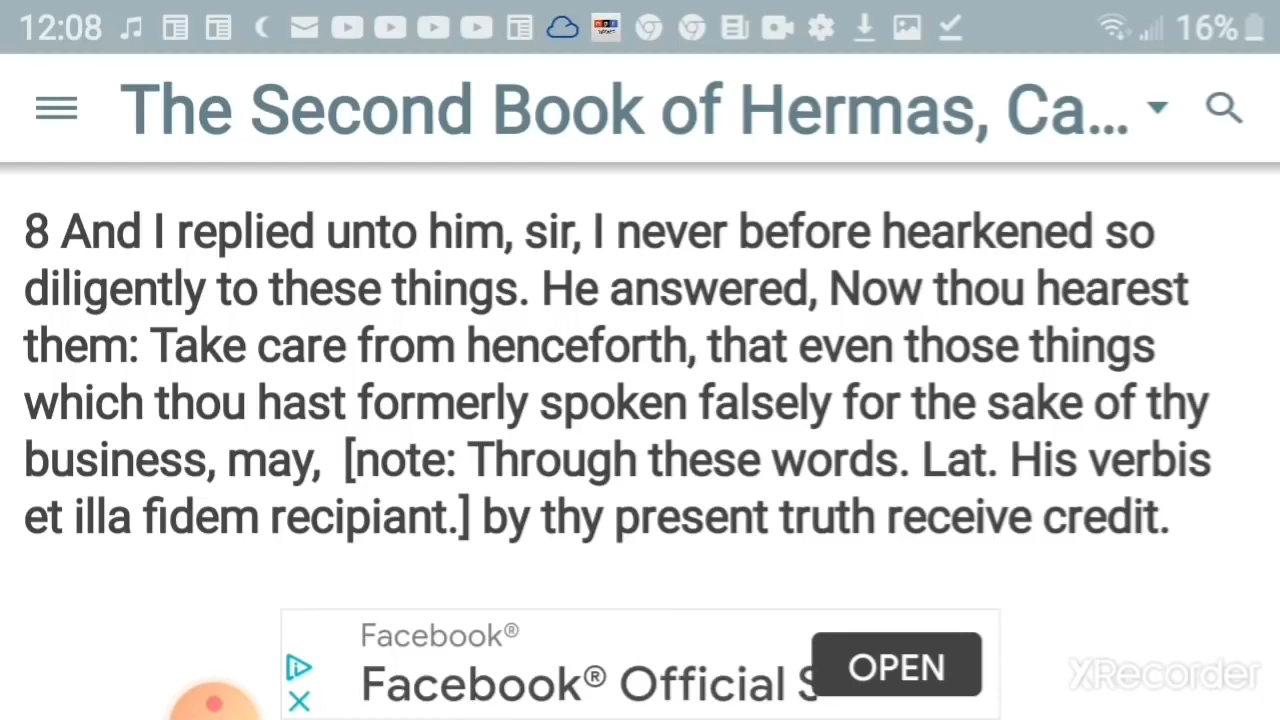 12:08 16%
The Second Book of Hermas, Ca...
8 And I replied unto him, sir, I never before hearkened so
diligently to these things. He answered, Now thou hearest
them: Take care from henceforth, that even those things
which thou hast formerly spoken falsely for the sake of thy
business, may,  [note: Through these words. Lat. His verbis
et illa fidem recipiant.] by thy present truth receive credit.
Facebook®
Facebook® Official S
OPEN
XRecorder